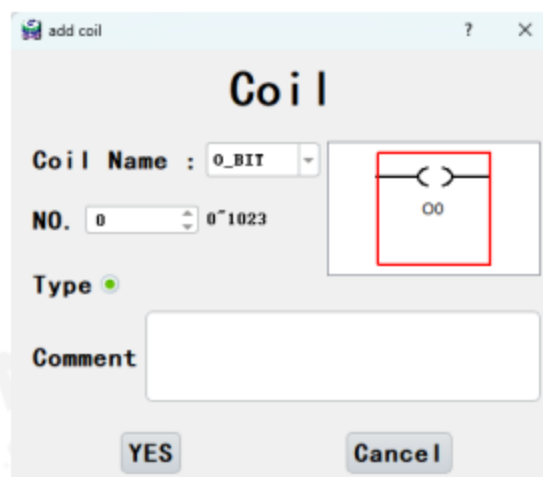 add coil ?
Coil
Coil Name : O_BIT
NO. 0 0~1023
O0
Type
Comment
YES Cancel